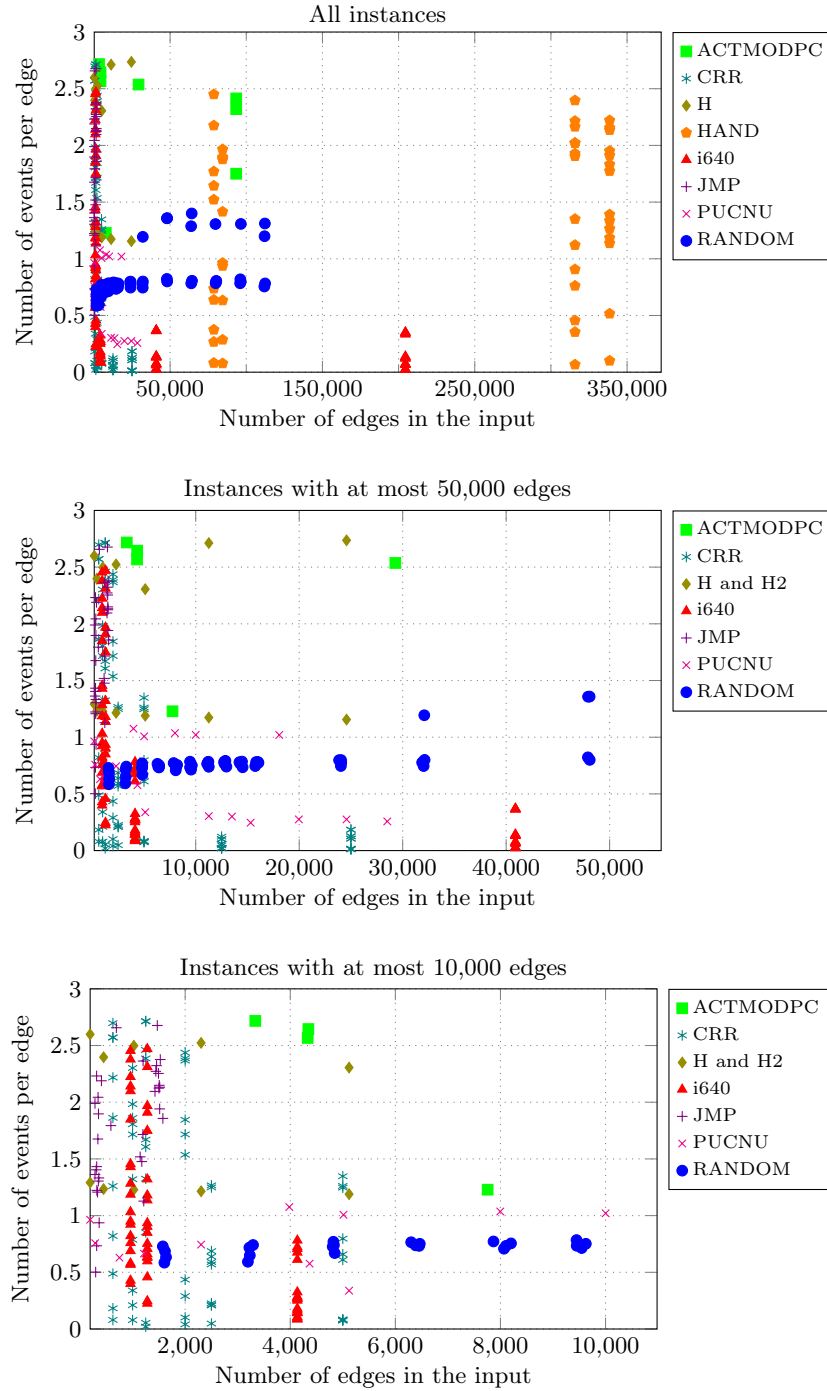 All instances
3
2.5
2
1.5
1
0.5
0
50,000 150,000 250,000 350,000
Number of events per edge
Number of edges in the input
ACTMODPC
CRR
H
HAND
i640
JMP
PUCNU
RANDOM
Instances with at most 50,000 edges
3
2.5
2
1.5
1
0.5
0
10,000 20,000 30,000 40,000 50,000
Number of events per edge
Number of edges in the input
ACTMODPC
CRR
H and H2
i640
JMP
PUCNU
RANDOM
Instances with at most 10,000 edges
3
2.5
2
1.5
1
0.5
0
2,000 4,000 6,000 8,000 10,000
Number of events per edge
Number of edges in the input
ACTMODPC
CRR
H and H2
i640
JMP
PUCNU
RANDOM